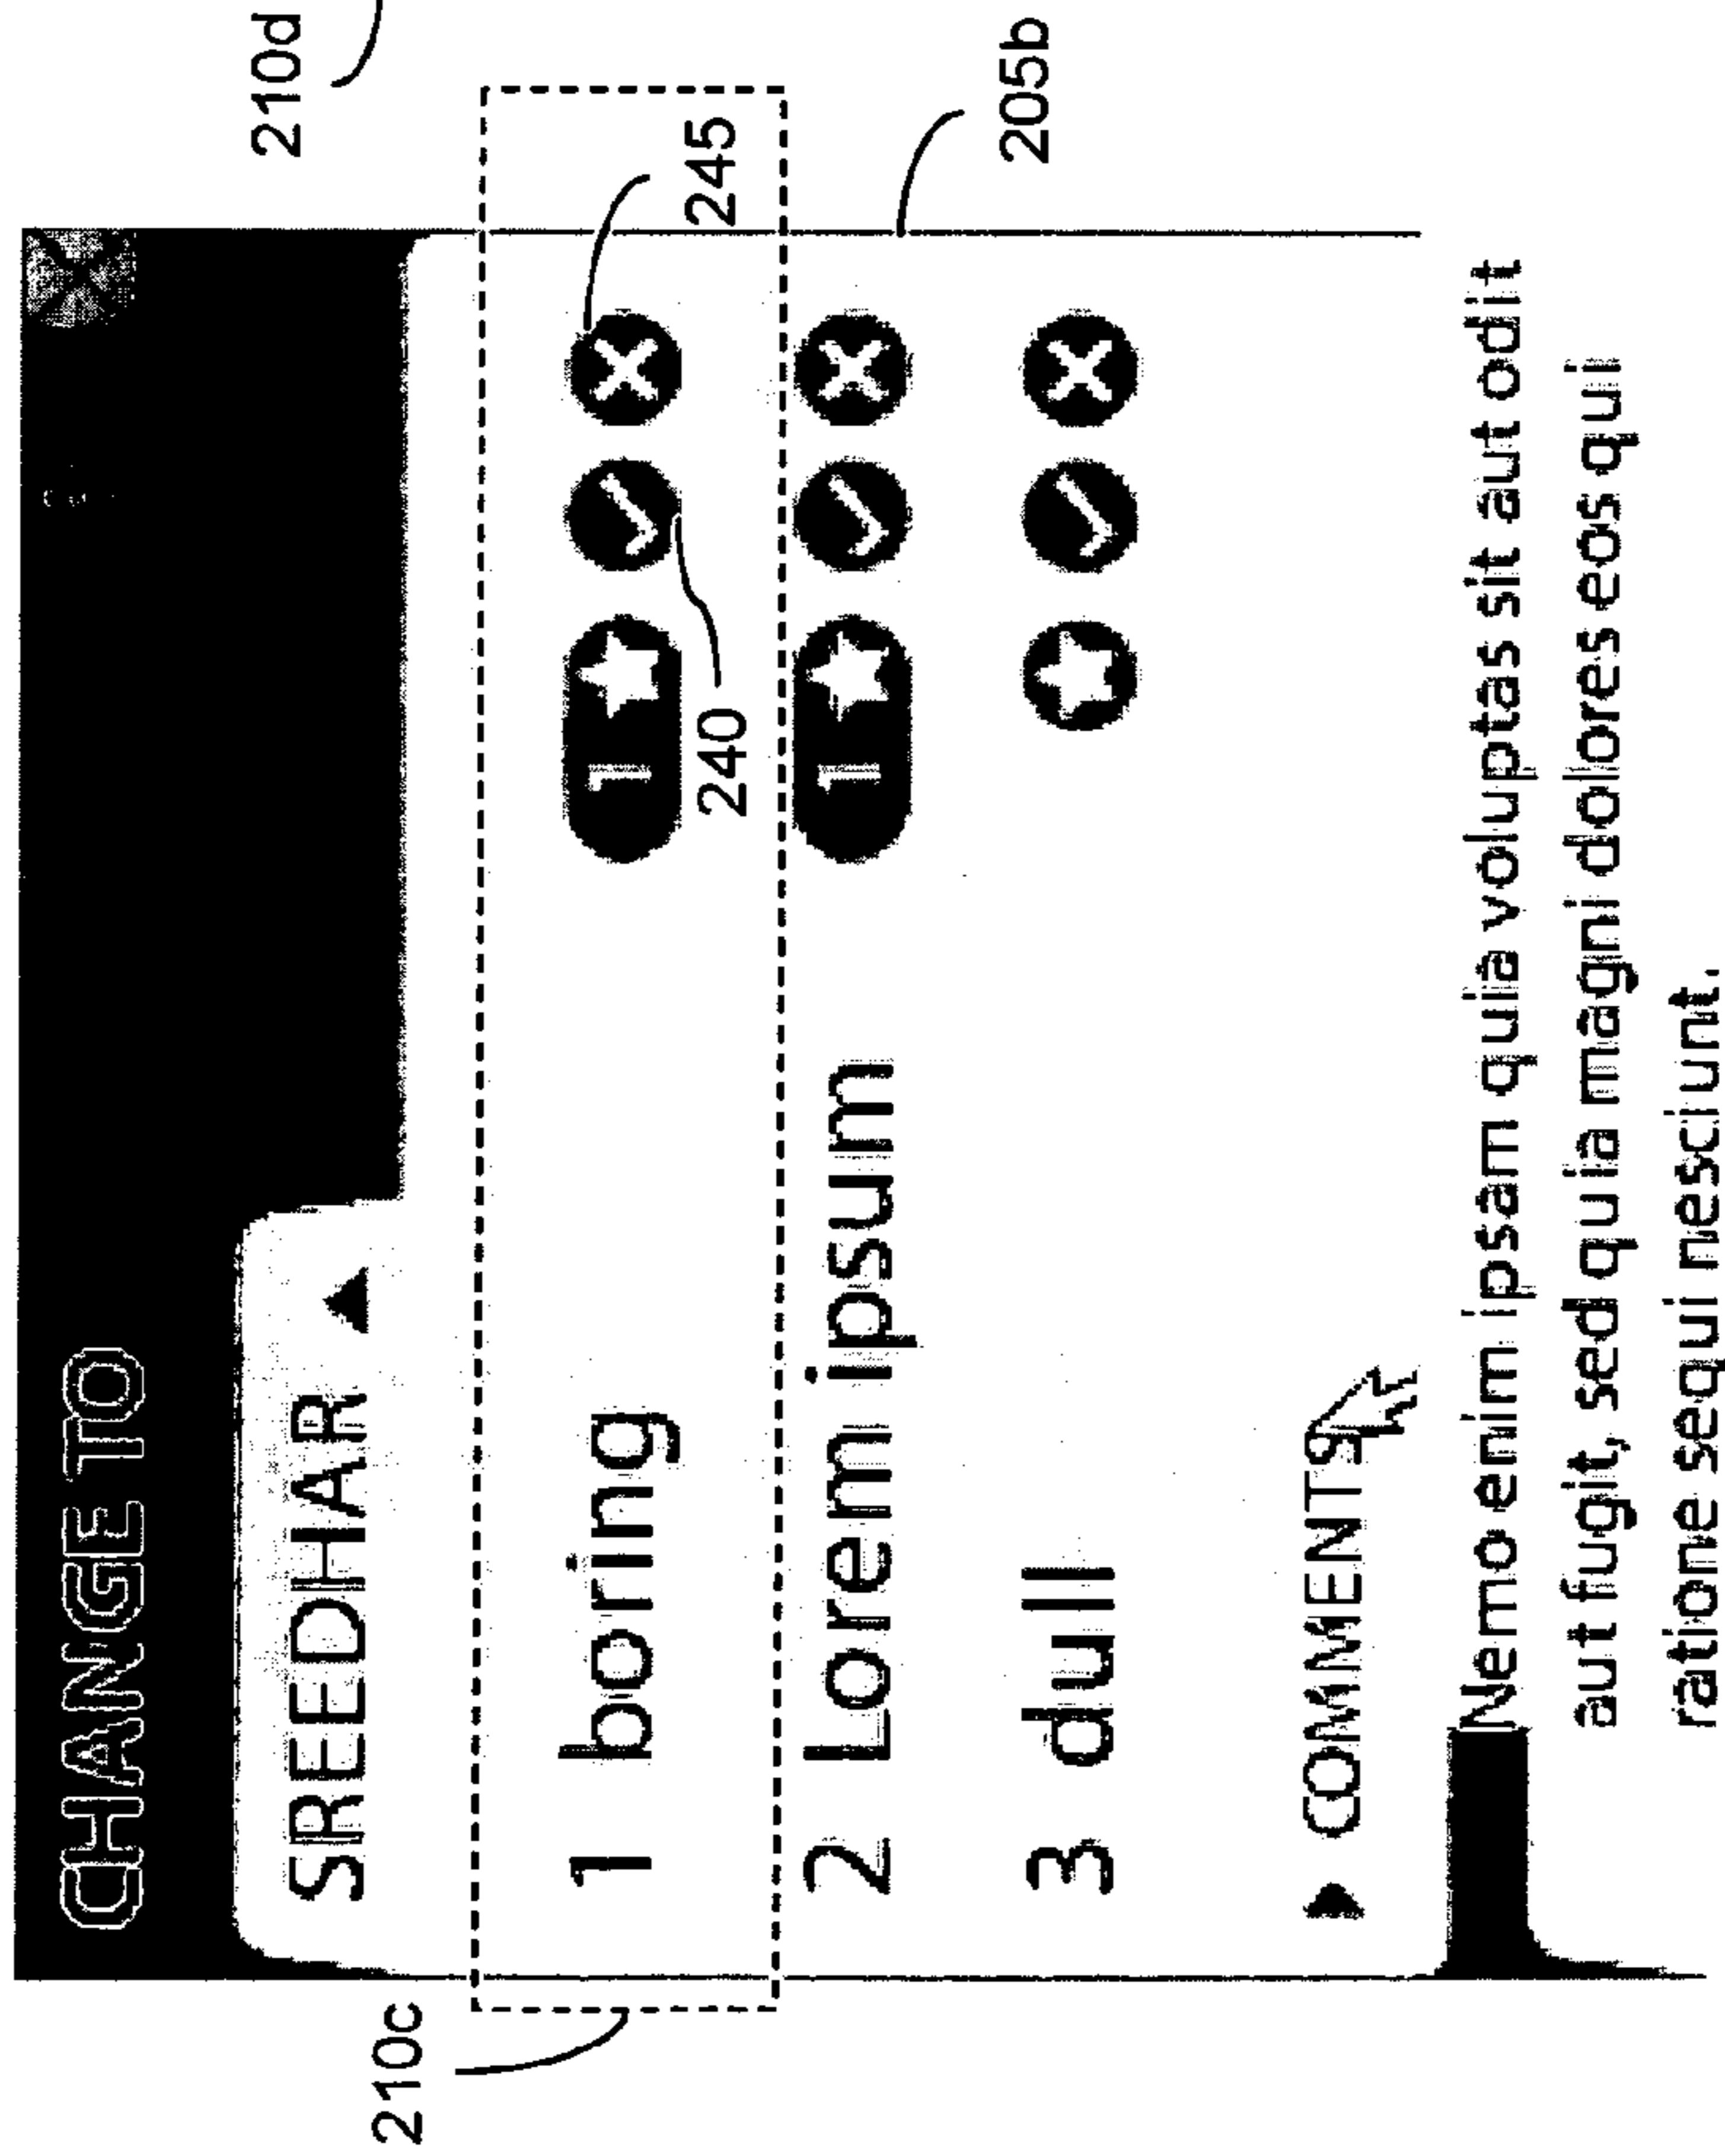 210d
CHANGE TO
SREEDHAR
210c
1 boring 1
245
240
2 Lorem ipsum 1
205b
3 dull
COMMENTS
Nemo enim ipsam quia voluptas sit aut odit
aut fugit, sed quia magni dolores eos qui
ratione sequi nesciunt.